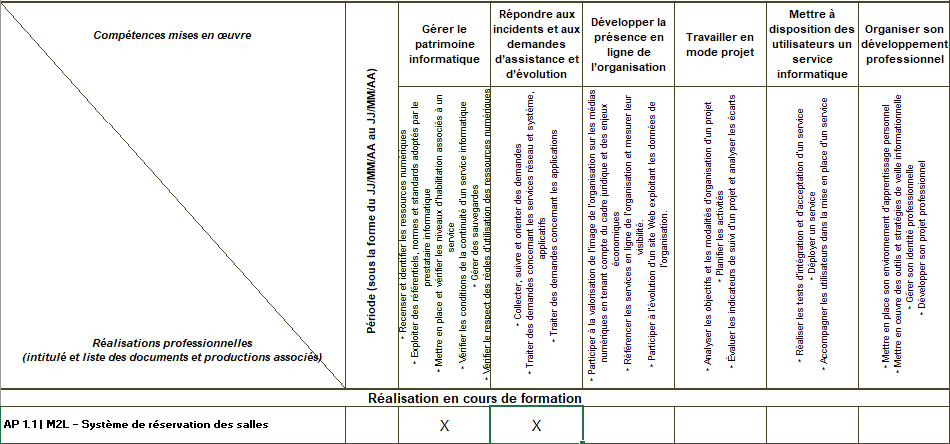 Compétences mises en œuvre
Réalisations professionnelles
(intitulé et liste des documents et productions associés)
Période (sous la forme du JJ/MM/AA au JJ/MM/AA)
Gérer le
patrimoine
informatique
Répondre aux
incidents et aux
demandes
d'assistance et
d'évolution
Développer la
présence en
ligne de
l'organisation
Travailler en
mode projet
Mettre à
disposition des
utilisateurs un
service
informatique
Organiser son
développement
professionnel
‣ Recenser et identifier les ressources numériques
‣ Exploiter des référentiels, normes et standards adoptés par le
prestataire informatique
‣ Mettre en place et vérifier les niveaux d'habilitation associés à un
service
‣ Vérifier les conditions de la continuité d'un service informatique
‣ Gérer des sauvegardes
‣ Vérifier le respect des règles d'utilisation des ressources numériques
‣ Collecter, suivre et orienter des demandes
‣ Traiter des demandes concernant les services réseau et système,
applicatifs
‣ Traiter des demandes concernant les applications
‣ Participer à la valorisation de l'image de l'organisation sur les médias
numériques en tenant compte du cadre juridique et des enjeux
économiques
‣ Référencer les services en ligne de l'organisation et mesurer leur
visibilité.
‣ Participer à l'évolution d'un site Web exploitant les données de
l'organisation.
‣ Analyser les objectifs et les modalités d'organisation d'un projet
‣ Planifier les activités
‣ Évaluer les indicateurs de suivi d'un projet et analyser les écarts
‣ Réaliser les tests d'intégration et d'acceptation d'un service
‣ Déployer un service
‣ Accompagner les utilisateurs dans la mise en place d'un service
‣ Mettre en place son environnement d'apprentissage personnel
‣ Mettre en œuvre des outils et stratégies de veille informationnelle
‣ Gérer son identité professionnelle
‣ Développer son projet professionnel
Réalisation en cours de formation
AP 1.1 | M2L - Système de réservation des salles
X
X